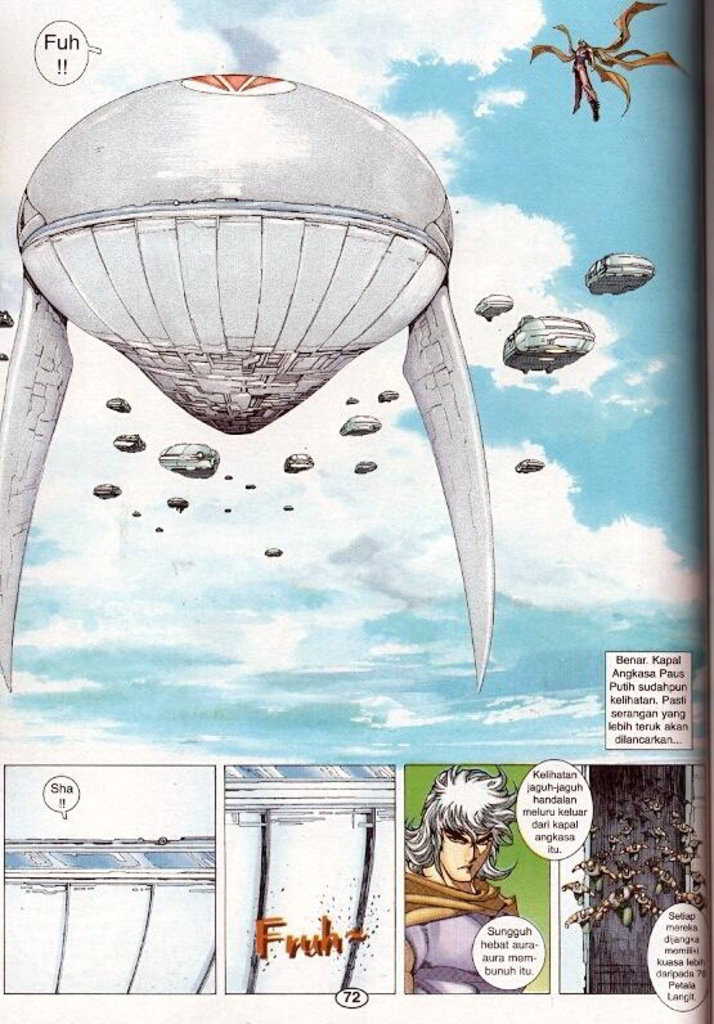 Fuh
!!
Benar. Kapal
Angkasa Paus
Putih sudahpun
kelihatan. Pasti
serangan yang
lebih teruk akan
dilancarkan...
Sha
!!
Fruh~
Kelihatan
jaguh-jaguh
handalan
meluru keluar
dari kapal
angkasa
itu.
Sungguh
hebat aura-
aura mem-
bunuh itu.
Setiap
mereka
dijangka
memiliki
kuasa lebih
daripada 70
Petala
Langit.
72